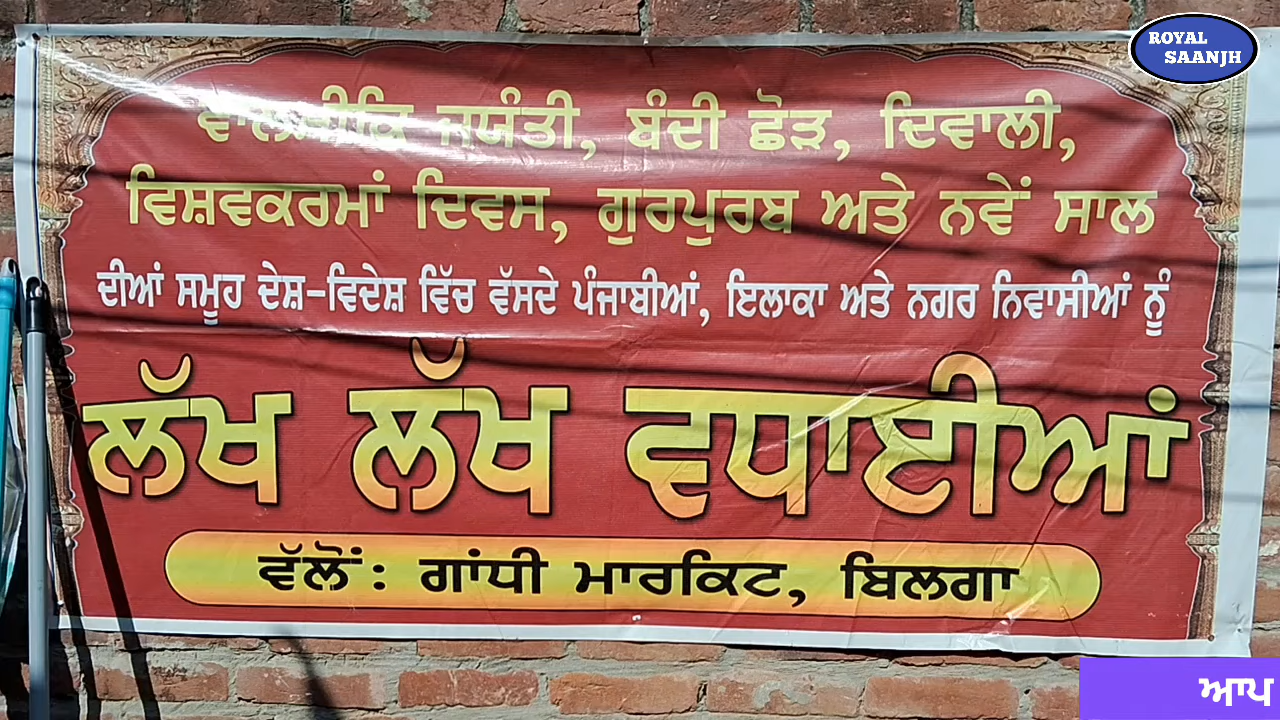 ROYAL
SAANJH
ਵਾਲਮੀਕਿ ਜਯੰਤੀ, ਬੰਦੀ ਛੋੜ, ਦਿਵਾਲੀ,
ਵਿਸ਼ਵਕਰਮਾਂ ਦਿਵਸ, ਗੁਰਪੁਰਬ ਅਤੇ ਨਵੇਂ ਸਾਲ
ਦੀਆਂ ਸਮੂਹ ਦੇਸ਼-ਵਿਦੇਸ਼ ਵਿੱਚ ਵੱਸਦੇ ਪੰਜਾਬੀਆਂ, ਇਲਾਕਾ ਅਤੇ ਨਗਰ ਨਿਵਾਸੀਆਂ ਨੂੰ
ਲੱਖ ਲੱਖ ਵਧਾਈਆਂ
ਵੱਲੋਂ: ਗਾਂਧੀ ਮਾਰਕਿਟ, ਬਿਲਗਾ
ਆਪ